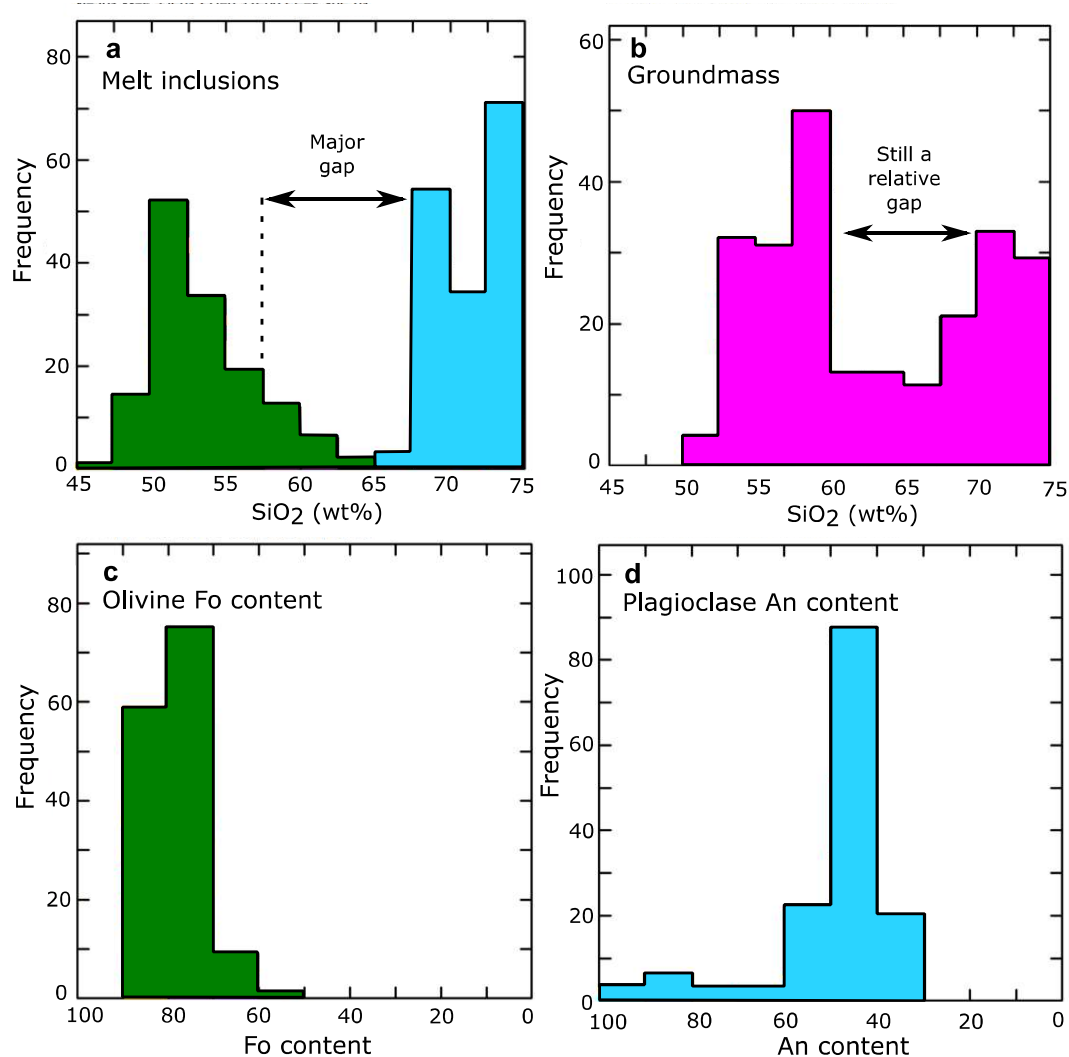 a
Melt inclusions
Major
gap
Frequency
80
60
40
20
0
45 50 55 60 65 70 75
SiO2 (wt%)
b
Groundmass
Still a
relative
gap
Frequency
60
40
20
0
45 50 55 60 65 70 75
SiO2 (wt%)
c
Olivine Fo content
Frequency
80
60
40
20
0
100 80 60 40 20 0
Fo content
d
Plagioclase An content
Frequency
100
80
60
40
20
0
100 80 60 40 20 0
An content